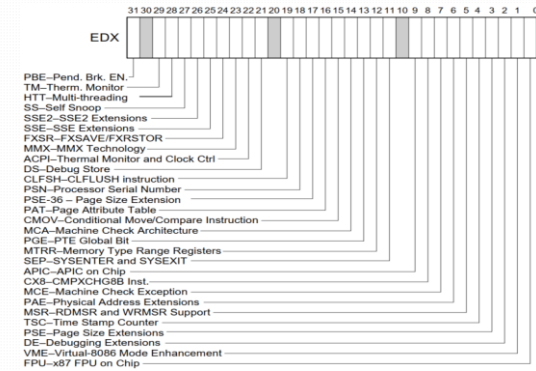 31 30 29 28 27 26 25 24 23 22 21 20 19 18 17 16 15 14 13 12 11 10 9 8 7 6 5 4 3 2 1 0
EDX
PBE–Pend. Brk. EN.
TM–Therm. Monitor
HTT–Multi-threading
SS–Self Snoop
SSE2–SSE2 Extensions
SSE–SSE Extensions
FXSR–FXSAVE/FXRSTOR
MMX–MMX Technology
ACPI–Thermal Monitor and Clock Ctrl
DS–Debug Store
CLFSH–CLFLUSH instruction
PSN–Processor Serial Number
PSE-36 – Page Size Extension
PAT–Page Attribute Table
CMOV–Conditional Move/Compare Instruction
MCA–Machine Check Architecture
PGE–PTE Global Bit
MTRR–Memory Type Range Registers
SEP–SYSENTER and SYSEXIT
APIC–APIC on Chip
CX8–CMPXCHG8B Inst.
MCE–Machine Check Exception
PAE–Physical Address Extensions
MSR–RDMSR and WRMSR Support
TSC–Time Stamp Counter
PSE–Page Size Extensions
DE–Debugging Extensions
VME–Virtual-8086 Mode Enhancement
FPU–x87 FPU on Chip